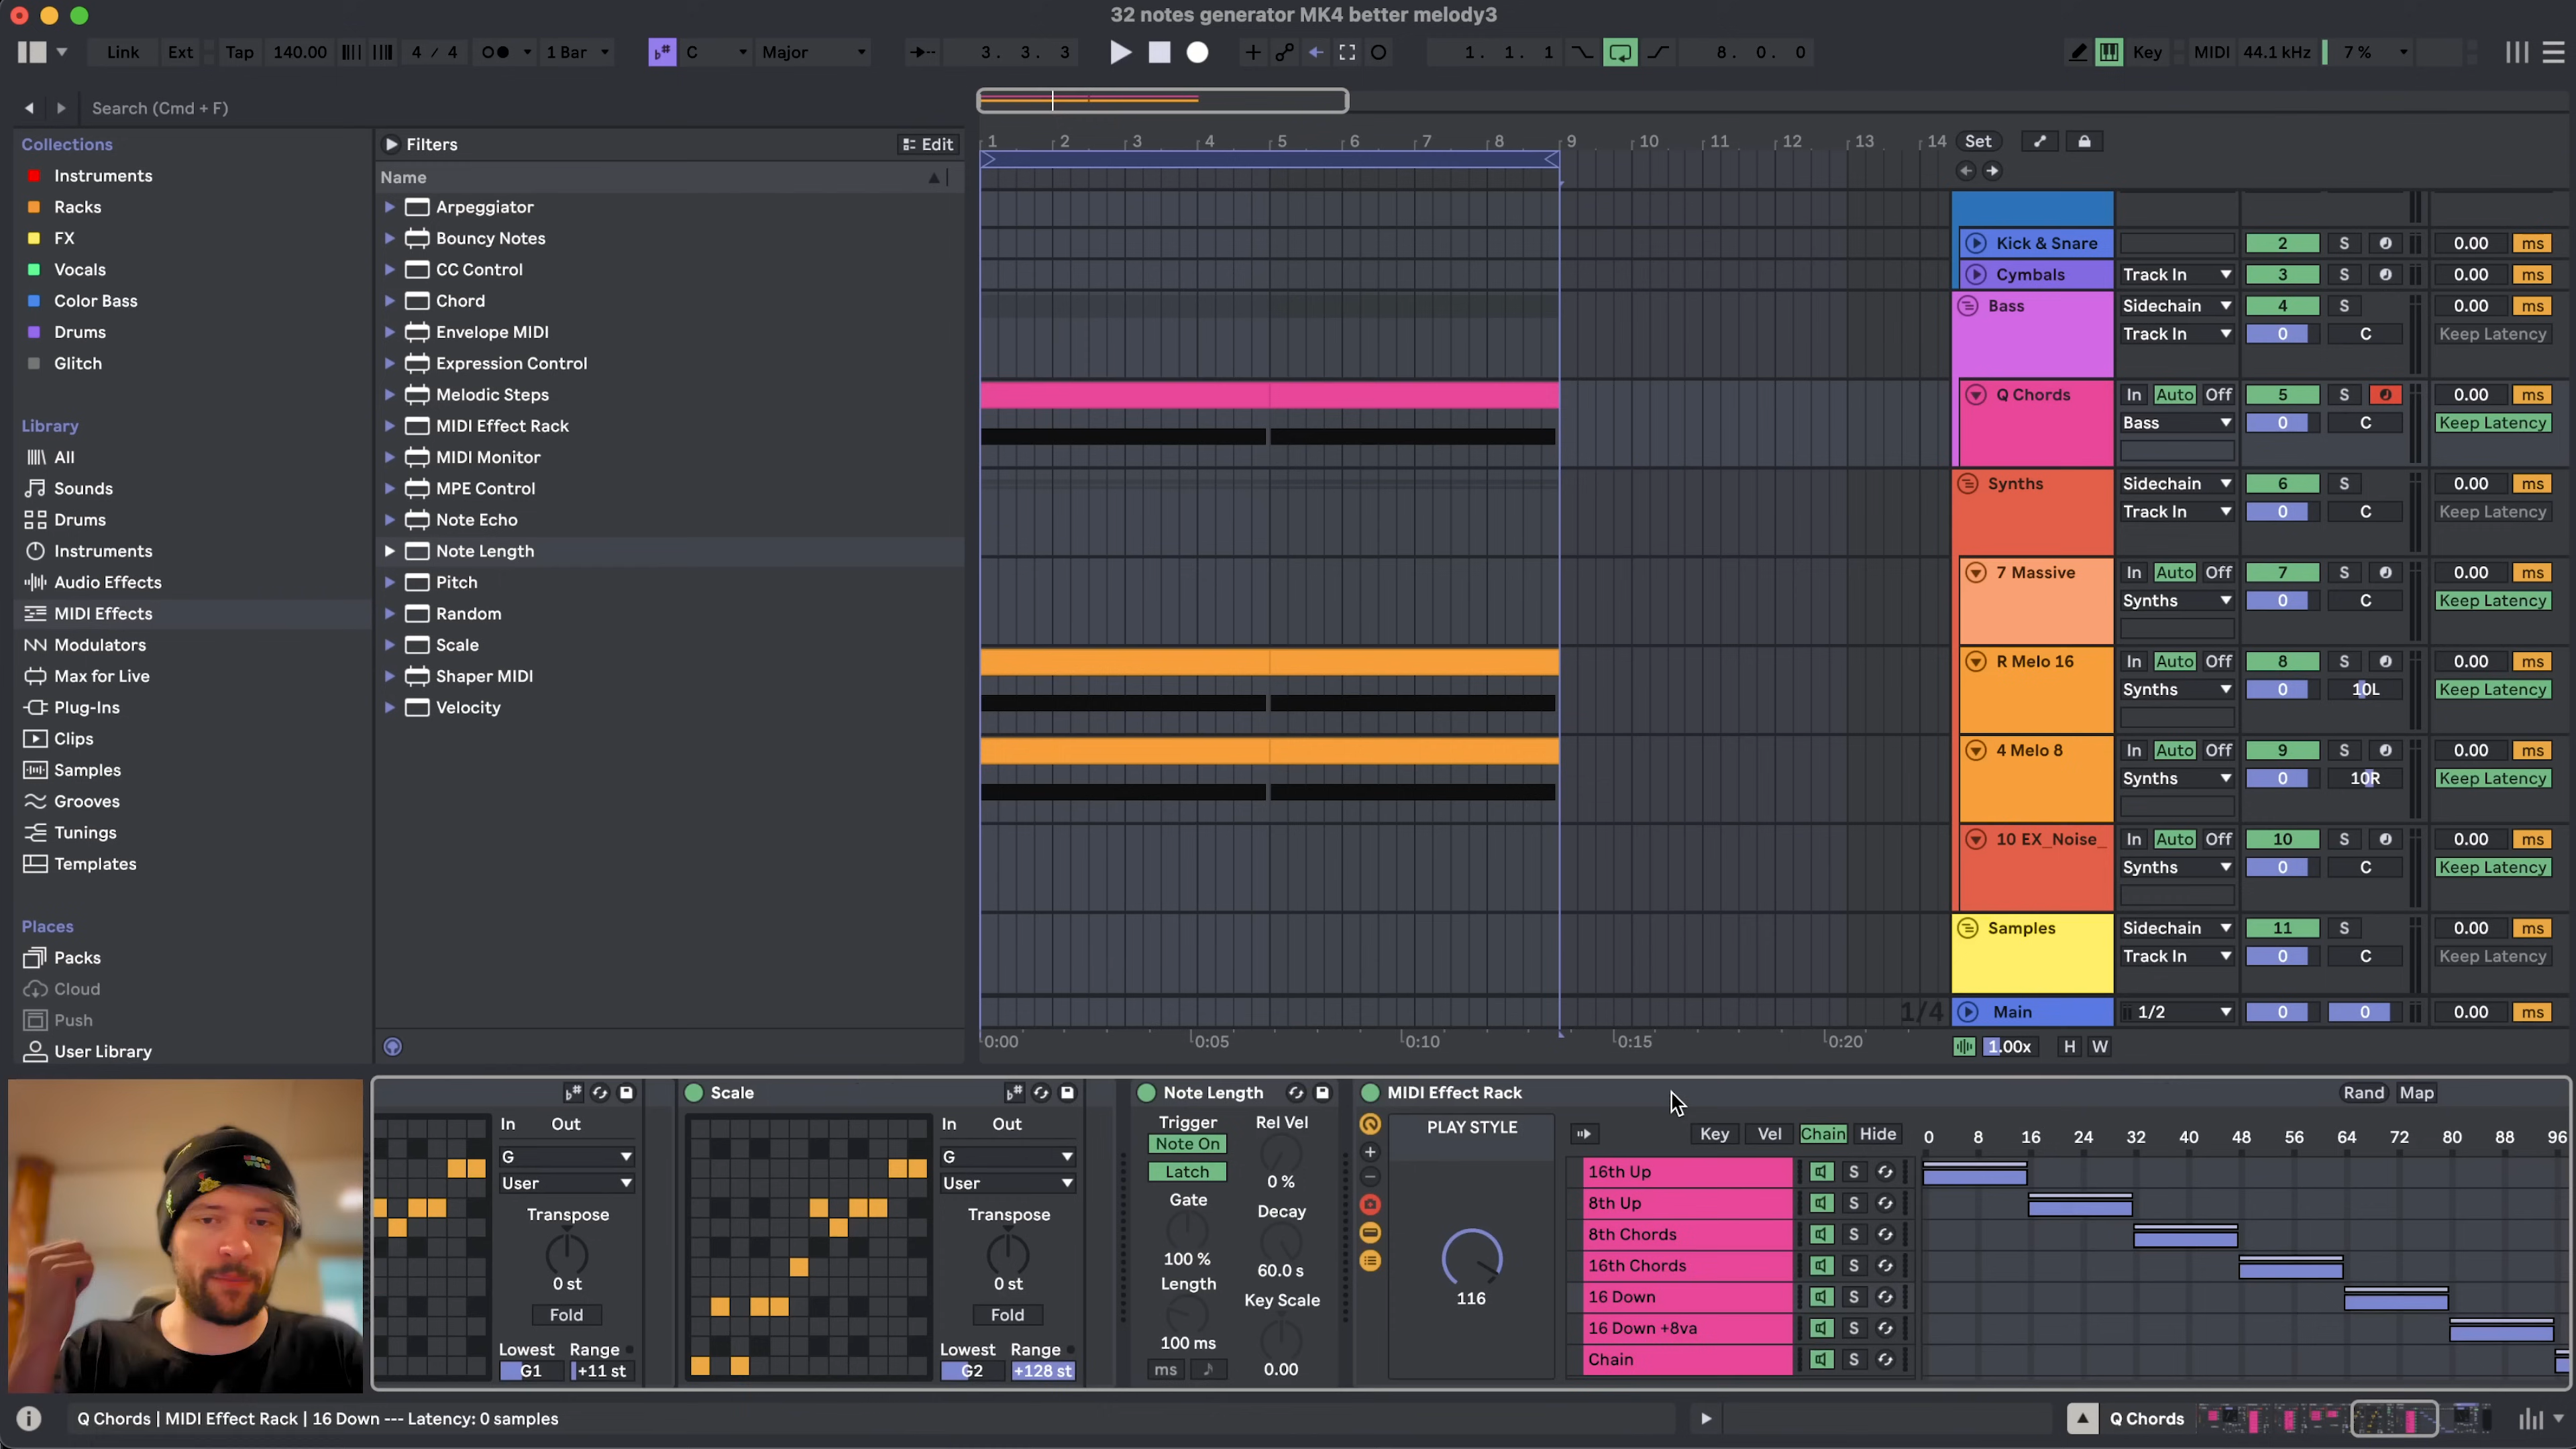 32 notes generator MK4 better melody3
Link Ext Tap 140.00 4 / 4 1 Bar C Major 3. 3. 3 1. 1. 1 8. 0. 0 Key MIDI 44.1 kHz 7 %
Search (Cmd + F)
Collections
Instruments
Racks
FX
Vocals
Color Bass
Drums
Glitch
Library
All
Sounds
Drums
Instruments
Audio Effects
MIDI Effects
Modulators
Max for Live
Plug-Ins
Clips
Samples
Grooves
Tunings
Templates
Places
Packs
Cloud
Push
User Library
Filters Edit
Name
Arpeggiator
Bouncy Notes
CC Control
Chord
Envelope MIDI
Expression Control
Melodic Steps
MIDI Effect Rack
MIDI Monitor
MPE Control
Note Echo
Note Length
Pitch
Random
Scale
Shaper MIDI
Velocity
1 2 3 4 5 6 7 8 9 10 11 12 13 14 Set
Kick & Snare 2 S 0.00 ms
Cymbals Track In 3 S 0.00 ms
Bass Sidechain 4 S 0.00 ms
Track In 0 C Keep Latency
Q Chords In Auto Off 5 S 0.00 ms
Bass 0 C Keep Latency
Synths Sidechain 6 S 0.00 ms
Track In 0 C Keep Latency
7 Massive In Auto Off 7 S 0.00 ms
Synths 0 C Keep Latency
R Melo 16 In Auto Off 8 S 0.00 ms
Synths 0 10L Keep Latency
4 Melo 8 In Auto Off 9 S 0.00 ms
Synths 0 10R Keep Latency
10 EX_Noise_ In Auto Off 10 S 0.00 ms
Synths 0 C Keep Latency
Samples Sidechain 11 S 0.00 ms
Track In 0 C Keep Latency
1/4 Main 1/2 0 0 0.00 ms
0:00 0:05 0:10 0:15 0:20 1.00x H W
In Out
G
User
Transpose
0 st
Fold
Lowest Range
G1 +11 st
Scale
In Out
G
User
Transpose
0 st
Fold
Lowest Range
G2 +128 st
Note Length
Trigger Rel Vel
Note On
Latch 0 %
Gate Decay
100 % 60.0 s
Length Key Scale
100 ms
ms 0.00
MIDI Effect Rack Rand Map
PLAY STYLE
116
Key Vel Chain Hide 0 8 16 24 32 40 48 56 64 72 80 88 96
16th Up S
8th Up S
8th Chords S
16th Chords S
16 Down S
16 Down +8va S
Chain S
Q Chords | MIDI Effect Rack | 16 Down --- Latency: 0 samples Q Chords